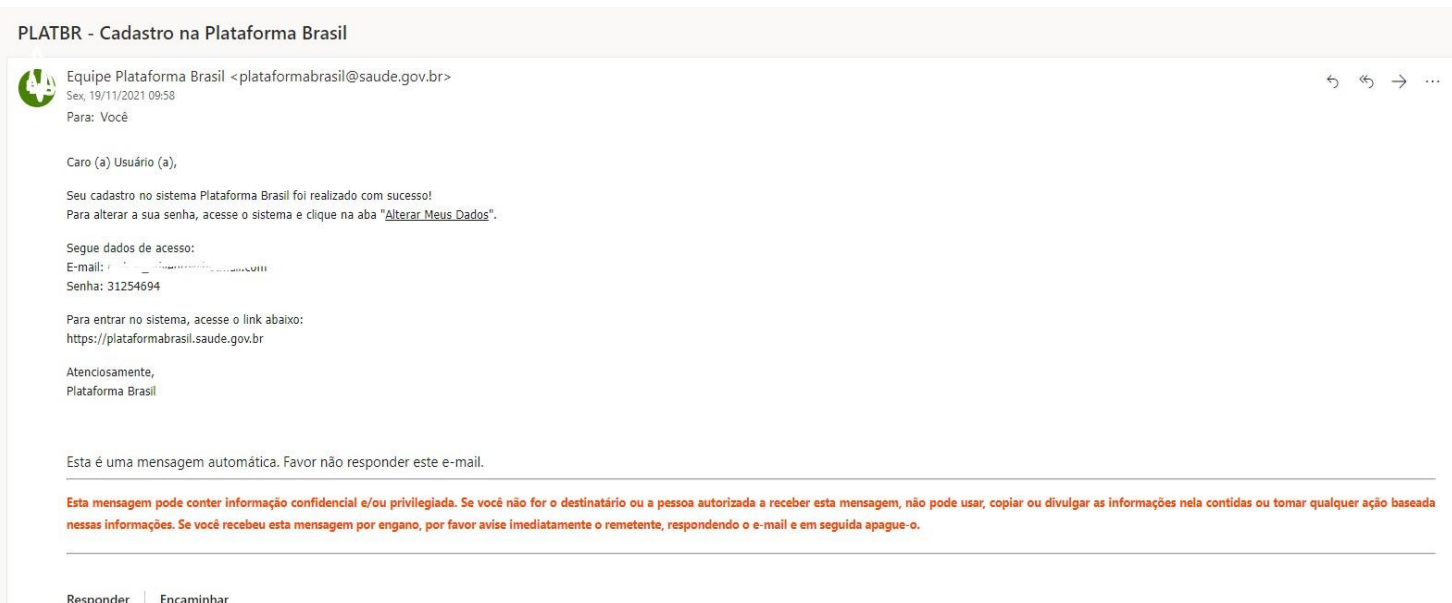 PLATBR - Cadastro na Plataforma Brasil
Equipe Plataforma Brasil <plataformabrasil@saude.gov.br>
Sex, 19/11/2021 09:58
Para: Você
Caro (a) Usuário (a),
Seu cadastro no sistema Plataforma Brasil foi realizado com sucesso!
Para alterar a sua senha, acesse o sistema e clique na aba "Alterar Meus Dados".
Segue dados de acesso:
E-mail:
Senha: 31254694
Para entrar no sistema, acesse o link abaixo:
https://plataformabrasil.saude.gov.br
Atenciosamente,
Plataforma Brasil
Esta é uma mensagem automática. Favor não responder este e-mail.
Esta mensagem pode conter informação confidencial e/ou privilegiada. Se você não for o destinatário ou a pessoa autorizada a receber esta mensagem, não pode usar, copiar ou divulgar as informações nela contidas ou tomar qualquer ação baseada
nessas informações. Se você recebeu esta mensagem por engano, por favor avise imediatamente o remetente, respondendo o e-mail e em seguida apague-o.
Responder Encaminhar